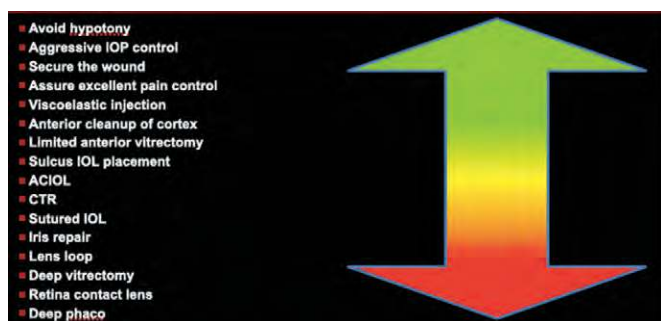 Avoid hypotony
Aggressive IOP control
Secure the wound
Assure excellent pain control
Viscoelastic injection
Anterior cleanup of cortex
Limited anterior vitrectomy
Sulcus IOL placement
ACIOL
CTR
Sutured IOL
Iris repair
Lens loop
Deep vitrectomy
Retina contact lens
Deep phaco